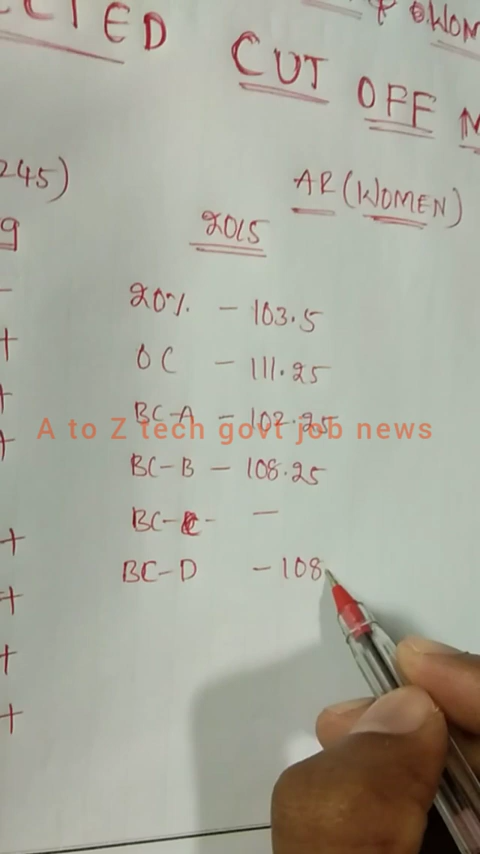 CTED
& WOM
CUT OFF M
245)
AR (WOMEN)
2015
20% - 103.5
OC - 111.25
BC-A - 102.25
A to Z tech govt job news
BC-B - 108.25
BC-C - -
BC-D - 108